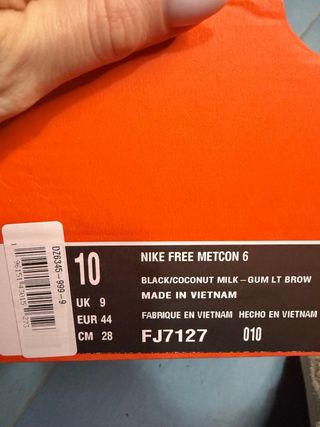 DZ6345-999-9
10
UK 9
EUR 44
CM 28
NIKE FREE METCON 6
BLACK/COCONUT MILK-GUM LT BROW
MADE IN VIETNAM
FABRIQUE EN VIETNAM HECHO EN VIETNAM
FJ7127 010